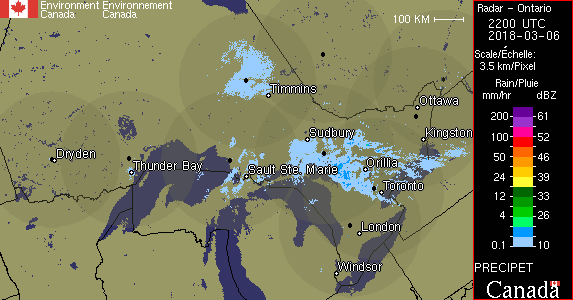 Environment Environnement
Canada Canada
Radar - Ontario
2200 UTC
2018-03-06
100 KM
Scale/Échelle:
3.5 km/Pixel
Rain/Pluie
mm/hr dBZ
200 61
100 52
50 46
24 39
12 33
4 26
0.1 10
Timmins
Ottawa
Sudbury
Kingston
Dryden
Thunder Bay
Sault Ste. Marie
Orillia
Toronto
London
Windsor
PRECIPET
Canada